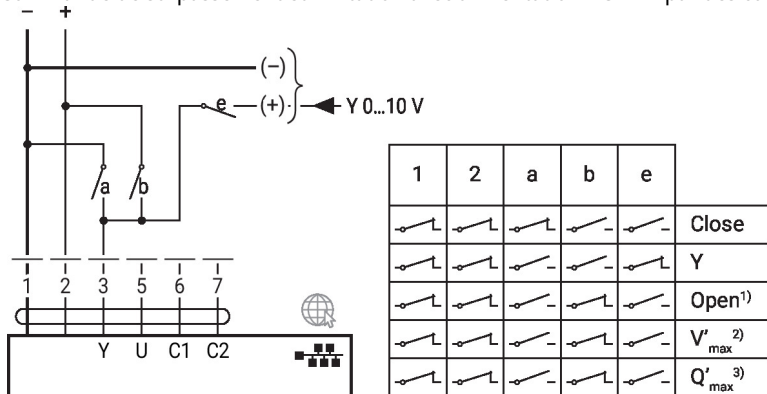 − +
(−)
e (+) Y 0...10 V
a b
1 2 3 5 6 7
Y U C1 C2
1 2 a b e
Close
Y
Open¹⁾
V'max²⁾
Q'max³⁾